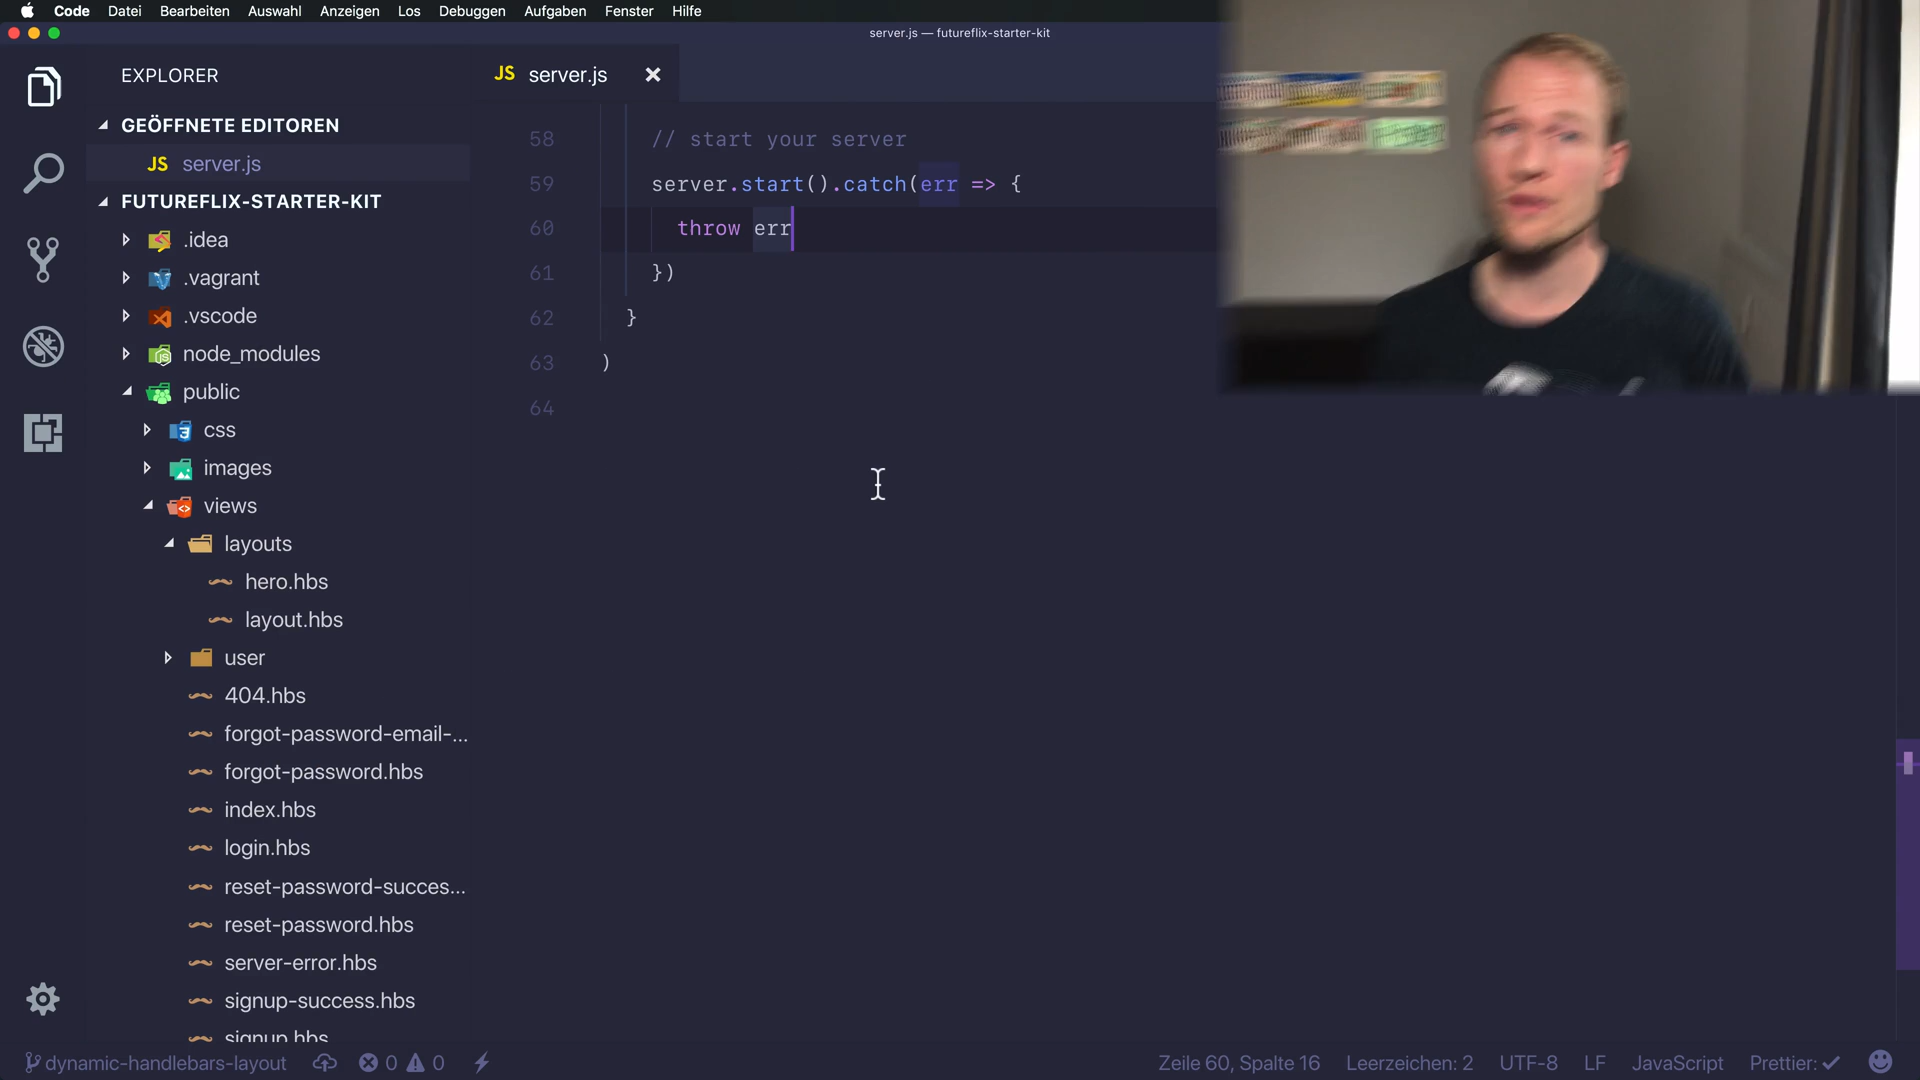 Code Datei Bearbeiten Auswahl Anzeigen Los Debuggen Aufgaben Fenster Hilfe
server.js — futureflix-starter-kit
EXPLORER
JS server.js
GEÖFFNETE EDITOREN
JS server.js
FUTUREFLIX-STARTER-KIT
.idea
.vagrant
.vscode
node_modules
public
css
images
views
layouts
hero.hbs
layout.hbs
user
404.hbs
forgot-password-email-...
forgot-password.hbs
index.hbs
login.hbs
reset-password-succes...
reset-password.hbs
server-error.hbs
signup-success.hbs
signup.hbs
58 // start your server
59 server.start().catch(err => {
60 throw err
61 })
62 }
63 )
64
dynamic-handlebars-layout 0 0 Zeile 60, Spalte 16 Leerzeichen: 2 UTF-8 LF JavaScript Prettier: ✓